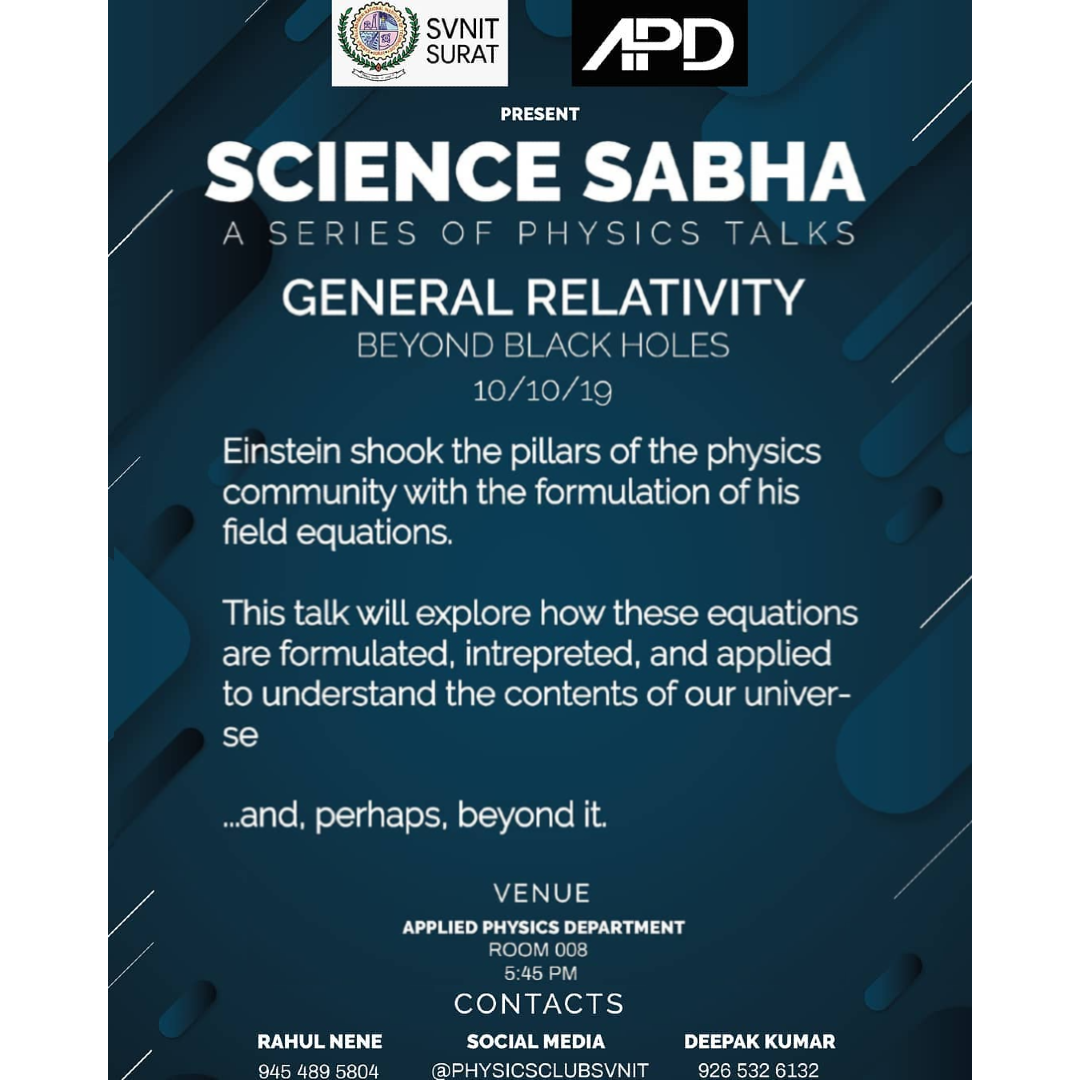 SVNIT
SURAT
APD
PRESENT
SCIENCE SABHA
A SERIES OF PHYSICS TALKS
GENERAL RELATIVITY
BEYOND BLACK HOLES
10/10/19
Einstein shook the pillars of the physics
community with the formulation of his
field equations.
This talk will explore how these equations
are formulated, intrepreted, and applied
to understand the contents of our univer-
se
...and, perhaps, beyond it.
VENUE
APPLIED PHYSICS DEPARTMENT
ROOM 008
5:45 PM
CONTACTS
RAHUL NENE
945 489 5804
SOCIAL MEDIA
@PHYSICSCLUBSVNIT
DEEPAK KUMAR
926 532 6132